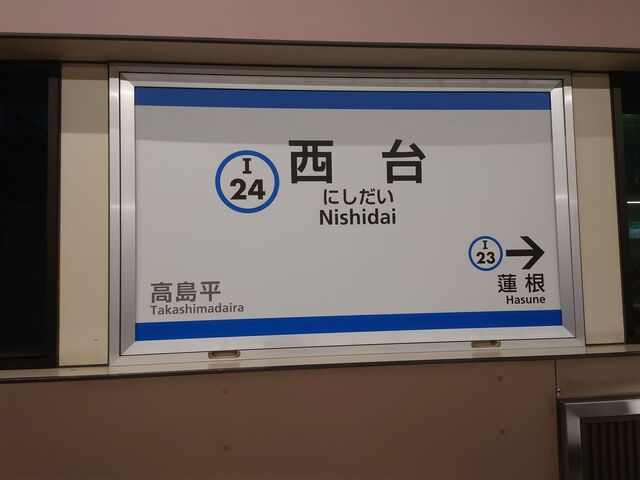 I
24
西 台
にしだい
Nishidai
I
23
蓮 根
Hasune
高島平
Takashimadaira